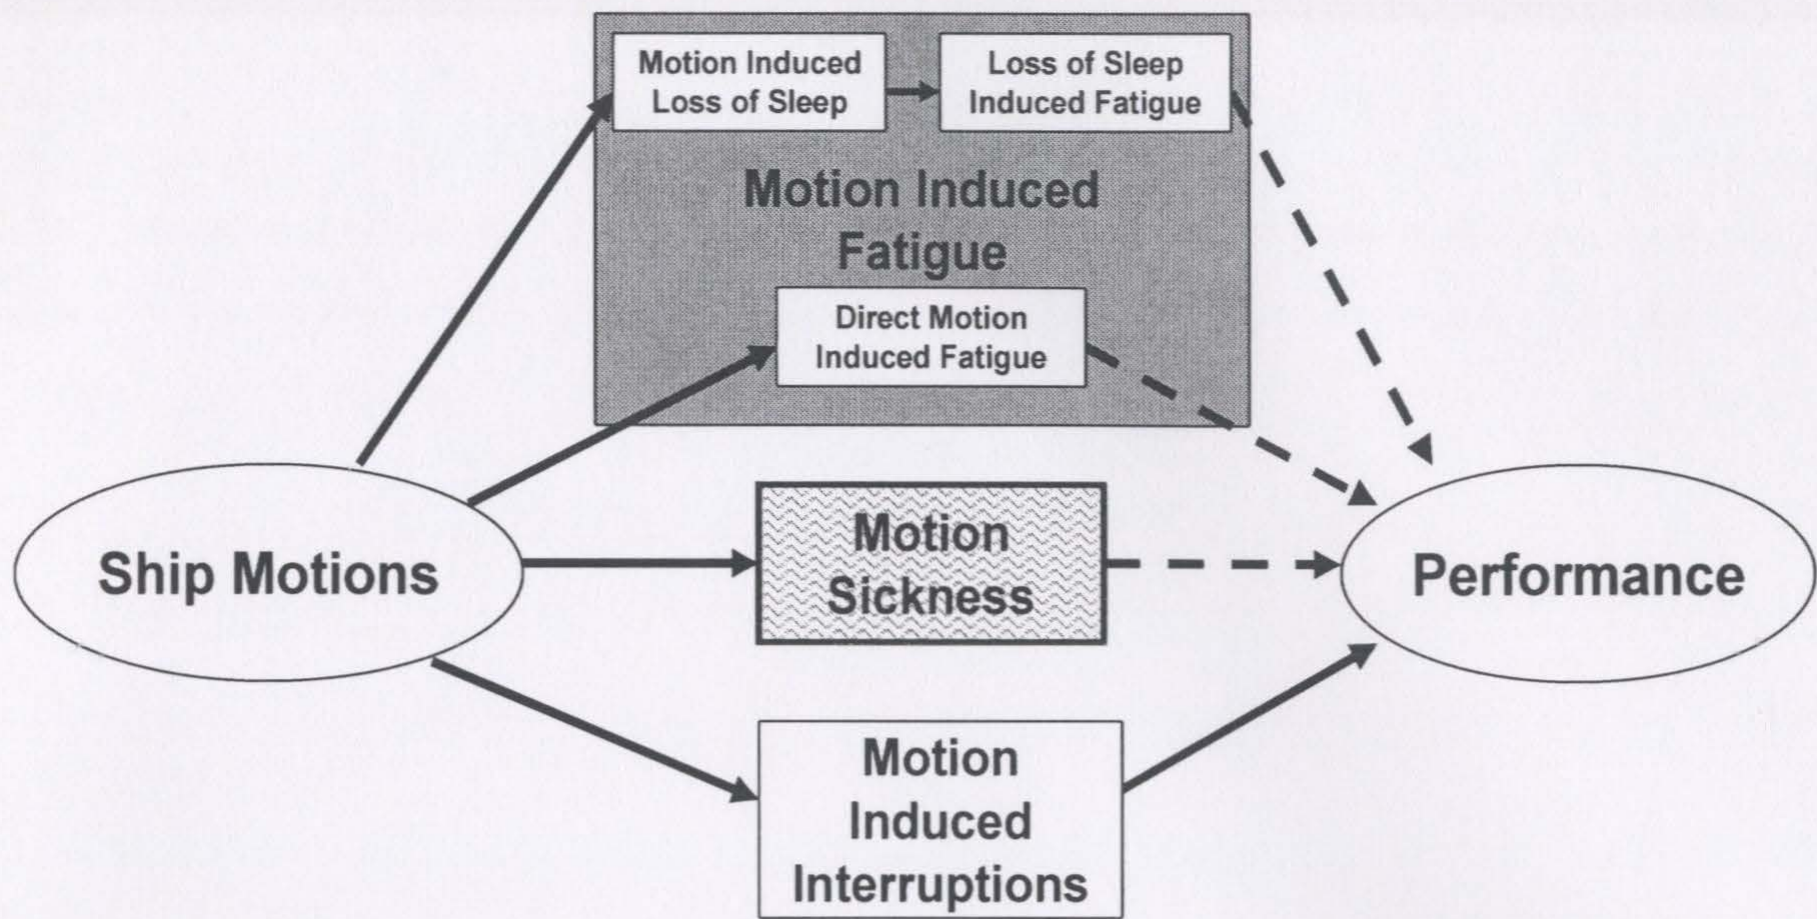 Motion Induced
Loss of Sleep
Loss of Sleep
Induced Fatigue
Motion Induced
Fatigue
Direct Motion
Induced Fatigue
Ship Motions
Motion
Sickness
Performance
Motion
Induced
Interruptions